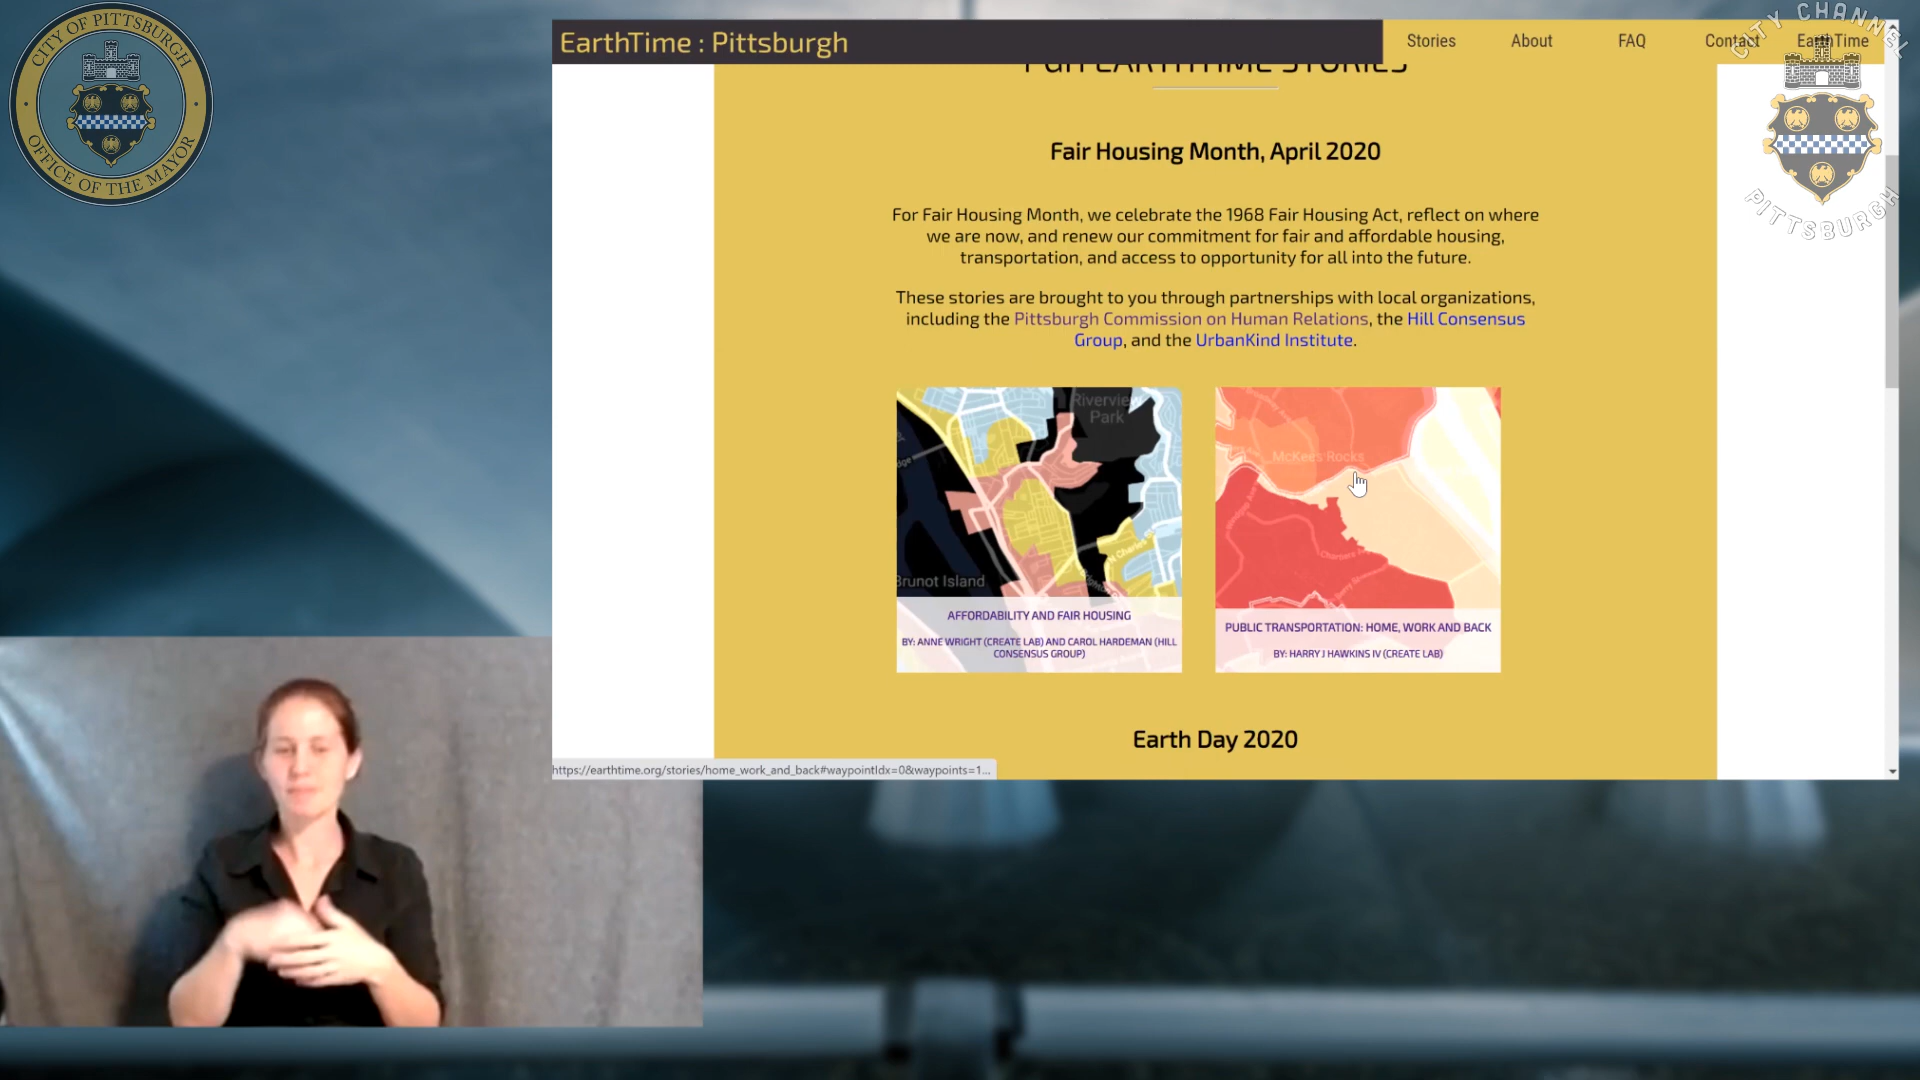 CITY OF PITTSBURGH
OFFICE OF THE MAYOR
EarthTime : Pittsburgh
Stories
About
FAQ
Contact
EarthTime
CITY CHANNEL
PITTSBURGH
PGH EARTHTIME STORIES
Fair Housing Month, April 2020
For Fair Housing Month, we celebrate the 1968 Fair Housing Act, reflect on where
we are now, and renew our commitment for fair and affordable housing,
transportation, and access to opportunity for all into the future.
These stories are brought to you through partnerships with local organizations,
including the Pittsburgh Commission on Human Relations, the Hill Consensus
Group, and the UrbanKind Institute.
Riverview
Park
Brunot Island
AFFORDABILITY AND FAIR HOUSING
BY: ANNE WRIGHT (CREATE LAB) AND CAROL HARDEMAN (HILL
CONSENSUS GROUP)
McKees Rocks
PUBLIC TRANSPORTATION: HOME, WORK AND BACK
BY: HARRY J HAWKINS IV (CREATE LAB)
Earth Day 2020
https://earthtime.org/stories/home_work_and_back#waypointIdx=0&waypoints=1...